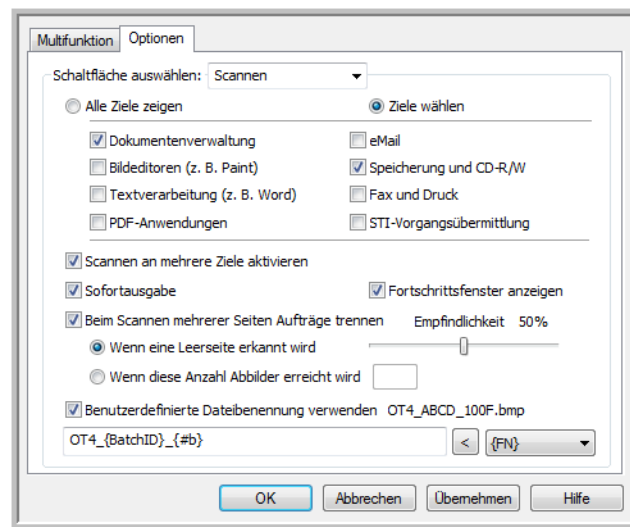 Multifunktion Optionen
Schaltfläche auswählen: Scannen
Alle Ziele zeigen Ziele wählen
Dokumentenverwaltung eMail
Bildeditoren (z. B. Paint) Speicherung und CD-R/W
Textverarbeitung (z. B. Word) Fax und Druck
PDF-Anwendungen STI-Vorgangsübermittlung
Scannen an mehrere Ziele aktivieren
Sofortausgabe Fortschrittsfenster anzeigen
Beim Scannen mehrerer Seiten Aufträge trennen Empfindlichkeit 50%
Wenn eine Leerseite erkannt wird
Wenn diese Anzahl Abbilder erreicht wird
Benutzerdefinierte Dateibenennung verwenden OT4_ABCD_100F.bmp
OT4_{BatchID}_{#b} < {FN}
OK Abbrechen Übernehmen Hilfe